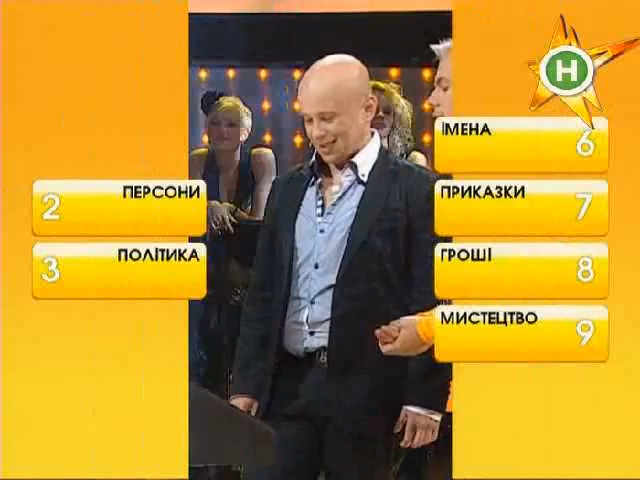 Н
ІМЕНА 6
2 ПЕРСОНИ
ПРИКАЗКИ 7
3 ПОЛІТИКА
ГРОШІ 8
МИСТЕЦТВО 9